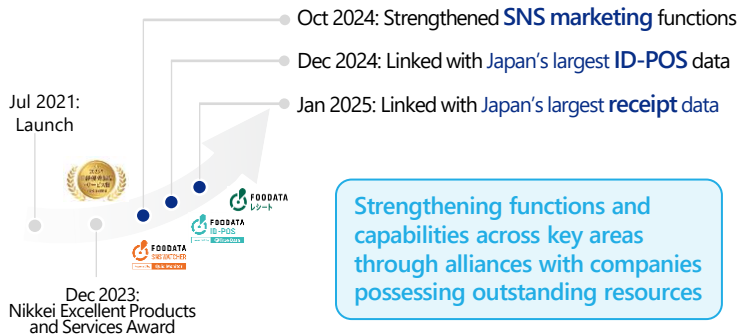 Oct 2024: Strengthened SNS marketing functions
Dec 2024: Linked with Japan's largest ID-POS data
Jan 2025: Linked with Japan's largest receipt data
Jul 2021:
Launch
FOODATA
レシート
FOODATA
ID-POS
FOODATA
SNS WATCHER
Dec 2023:
Nikkei Excellent Products
and Services Award
Strengthening functions and
capabilities across key areas
through alliances with companies
possessing outstanding resources